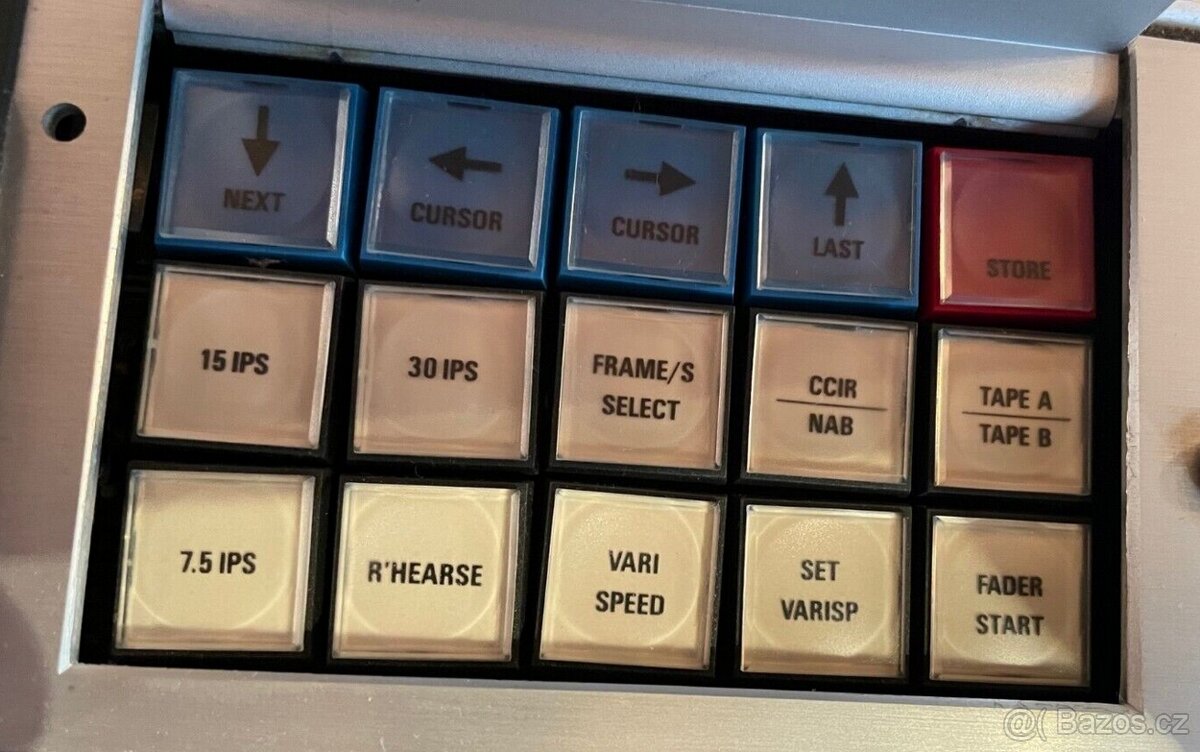 NEXT
CURSOR
CURSOR
LAST
STORE
15 IPS
30 IPS
FRAME/S
SELECT
CCIR
NAB
TAPE A
TAPE B
7.5 IPS
R'HEARSE
VARI
SPEED
SET
VARISP
FADER
START
Bazos.cz